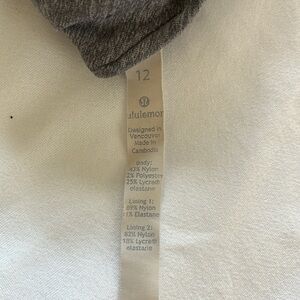 12
lululemon
Designed in
Vancouver
Made in
Cambodia
Body:
Nylon
Polyester
25% Lycra®
elastane
Lining 1:
89% Nylon
11% Elastane
Lining 2:
82% Nylon
18% Lycra®
elastane